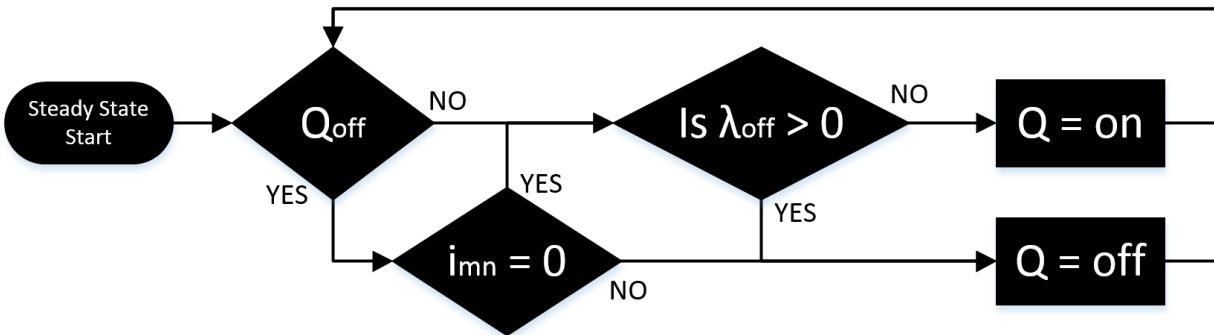 Steady State
Start
Qoff
NO
YES
YES
imn = 0
NO
Is λoff > 0
NO
YES
Q = on
Q = off